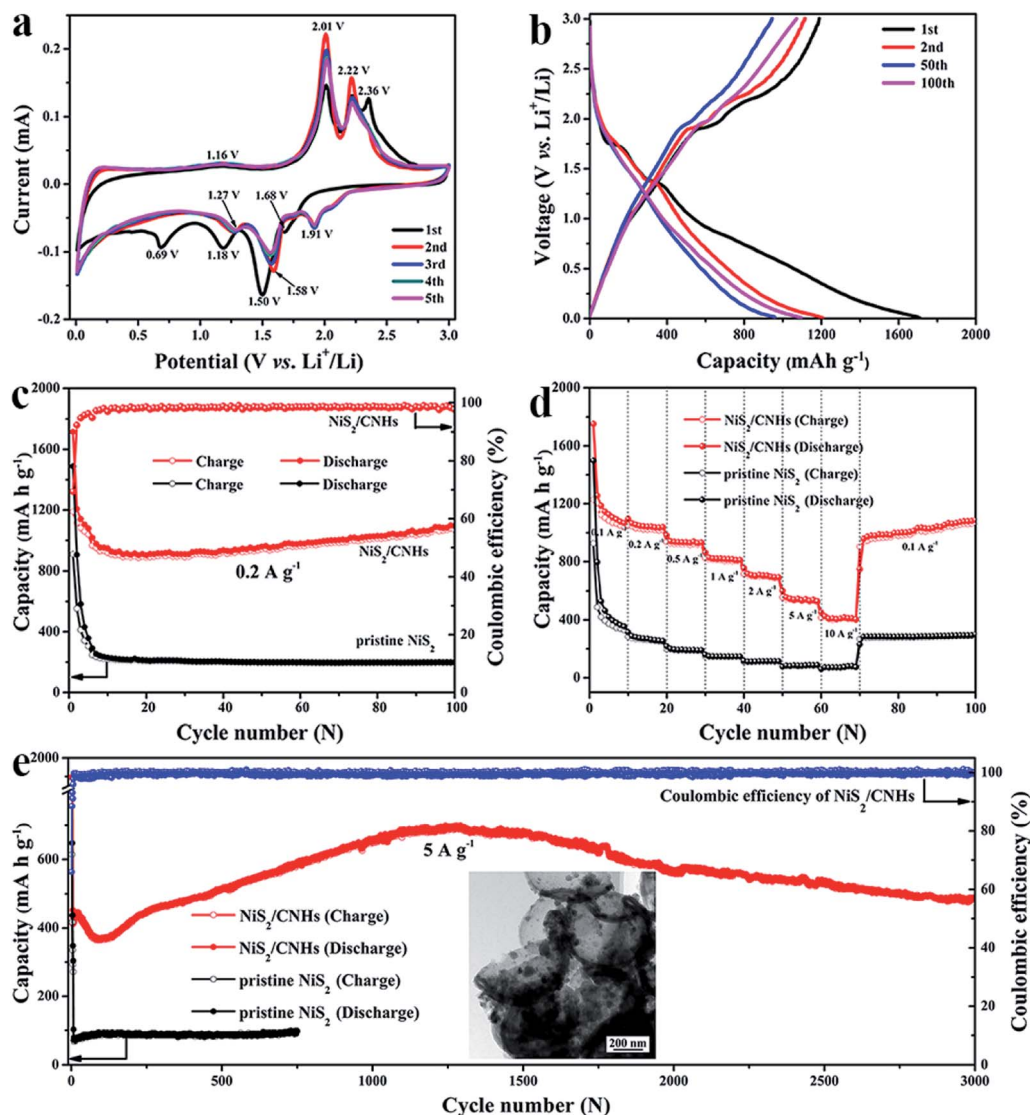 a
2.01 V
2.22 V
2.36 V
1.16 V
1.27 V
1.68 V
1.91 V
0.69 V
1.18 V
1.50 V
1.58 V
1st
2nd
3rd
4th
5th
0.2
0.1
0.0
-0.1
-0.2
Current (mA)
0.0 0.5 1.0 1.5 2.0 2.5 3.0
Potential (V vs. Li⁺/Li)
b
1st
2nd
50th
100th
3.0
2.5
2.0
1.5
1.0
0.5
0.0
Voltage (V vs. Li⁺/Li)
0 400 800 1200 1600 2000
Capacity (mAh g⁻¹)
c
2000
1800
1600
1400
1200
1000
800
600
400
200
0
Capacity (mA h g⁻¹)
NiS₂/CNHs
Charge Discharge
Charge Discharge
NiS₂/CNHs
0.2 A g⁻¹
pristine NiS₂
100
80
60
40
20
0
Coulombic efficiency (%)
0 20 40 60 80 100
Cycle number (N)
d
2000
1600
1200
800
400
0
Capacity (mA h g⁻¹)
NiS₂/CNHs (Charge)
NiS₂/CNHs (Discharge)
pristine NiS₂ (Charge)
pristine NiS₂ (Discharge)
0.1 A g⁻¹
0.2 A g⁻¹
0.5 A g⁻¹
1 A g⁻¹
2 A g⁻¹
5 A g⁻¹
10 A g⁻¹
0.1 A g⁻¹
0 20 40 60 80 100
Cycle number (N)
e
2000
600
400
200
0
Capacity (mA h g⁻¹)
Coulombic efficiency of NiS₂/CNHs
5 A g⁻¹
NiS₂/CNHs (Charge)
NiS₂/CNHs (Discharge)
pristine NiS₂ (Charge)
pristine NiS₂ (Discharge)
200 nm
100
80
60
40
20
0
Coulombic efficiency (%)
0 500 1000 1500 2000 2500 3000
Cycle number (N)